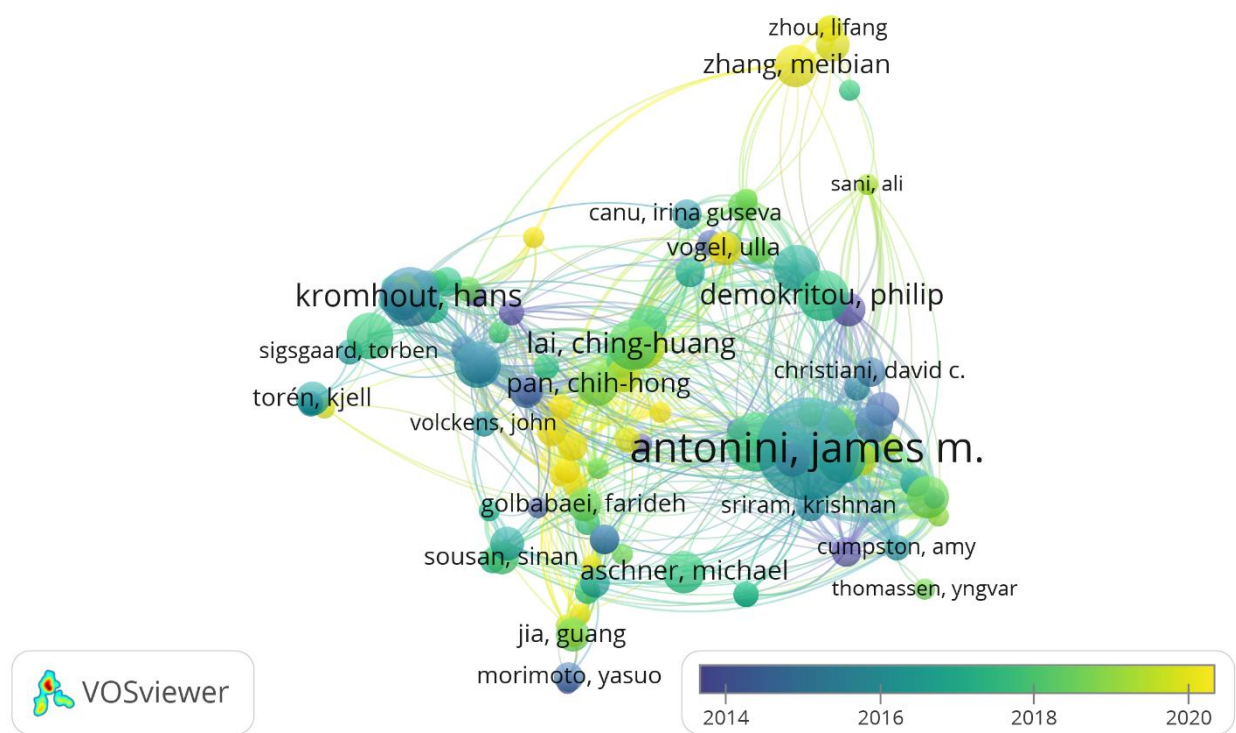 zhou, lifang
zhang, meibian
sani, ali
canu, irina guseva
vogel, ulla
kromhout, hans
demokritou, philip
lai, ching-huang
sigsgaard, torben
christiani, david c.
pan, chih-hong
torén, kjell
volckens, john
antonini, james m.
golbabaei, farideh
sriram, krishnan
cumpston, amy
sousan, sinan
aschner, michael
thomassen, yngvar
jia, guang
morimoto, yasuo
VOSviewer
2014 2016 2018 2020